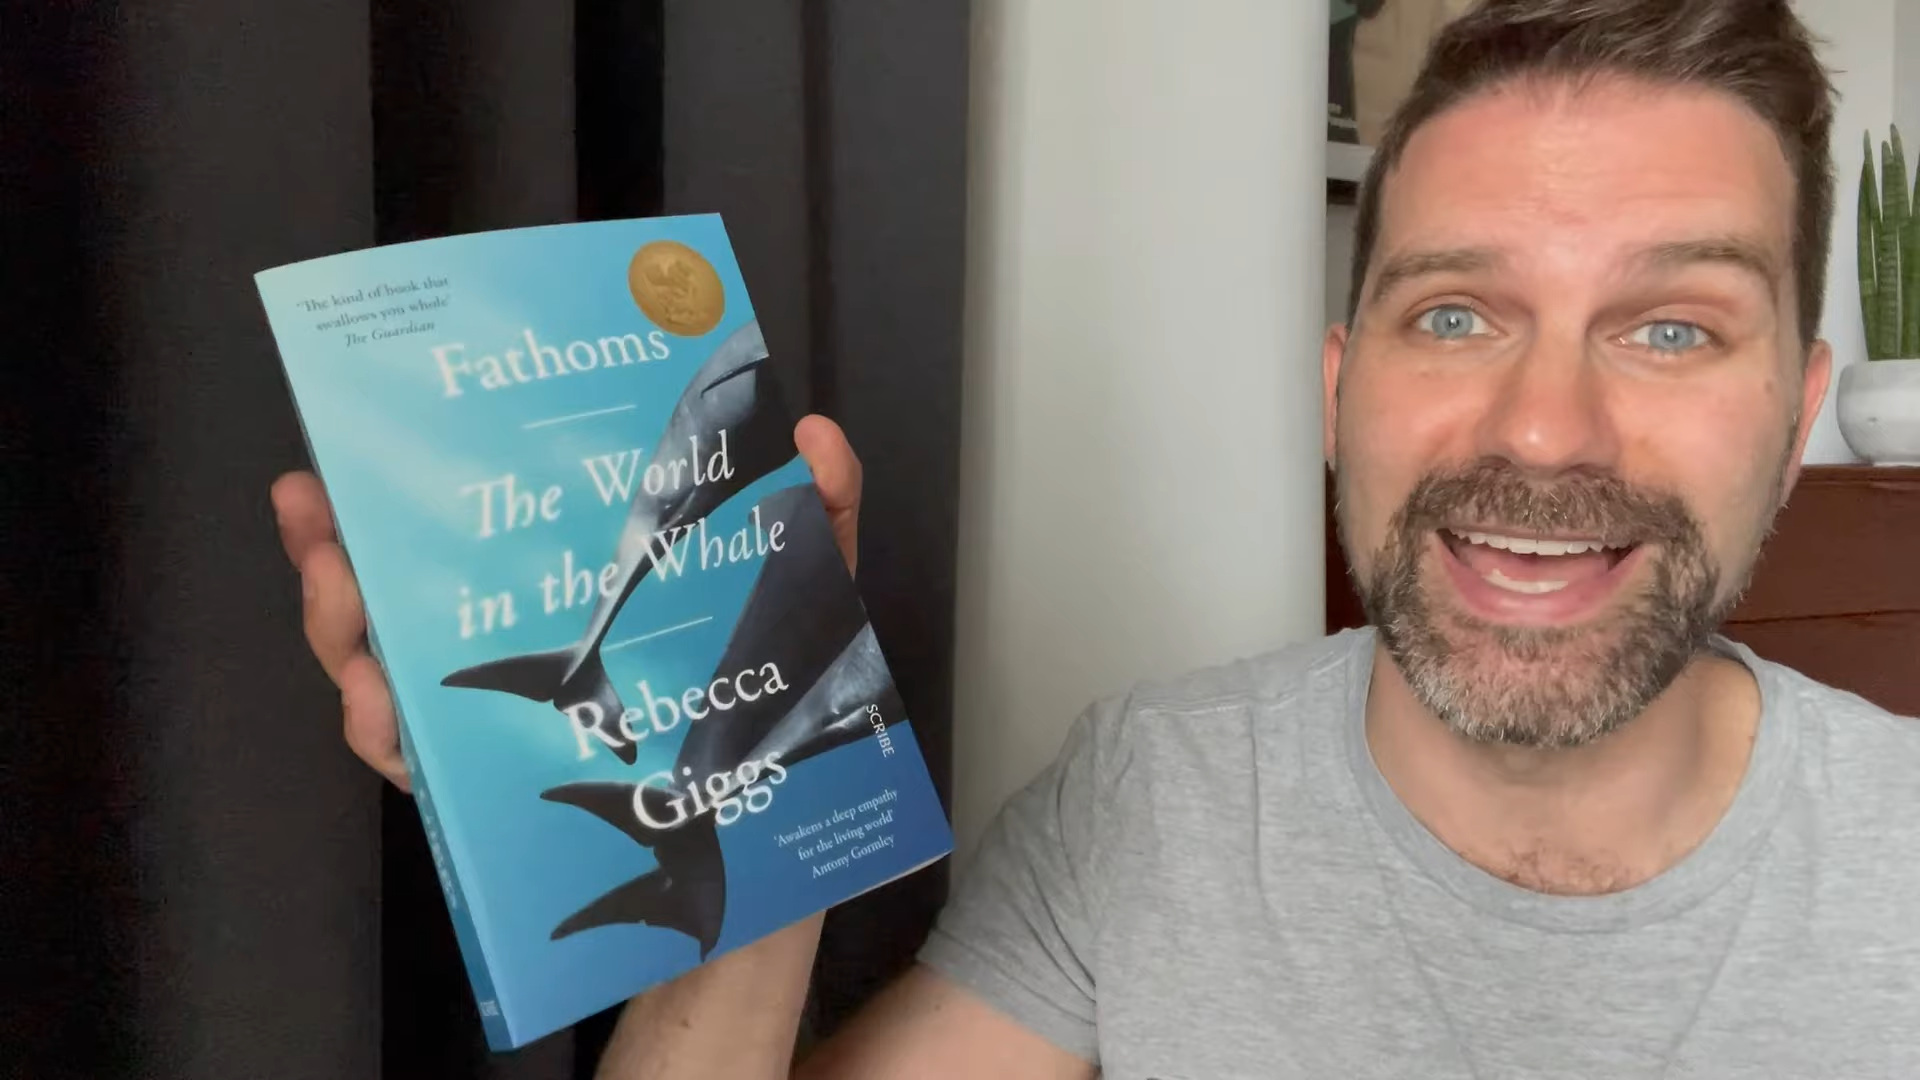 'The kind of book that
swallows you whole'
The Guardian
Fathoms
The World
in the Whale
Rebecca
Giggs
SCRIBE
'Awakens a deep empathy
for the living world'
Antony Gormley